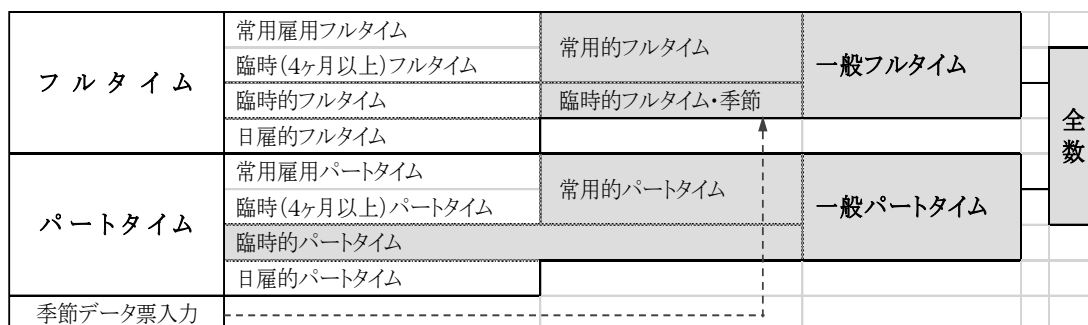 フルタイム
常用雇用フルタイム
臨時(4ヶ月以上)フルタイム
臨時的フルタイム
日雇的フルタイム
常用的フルタイム
臨時的フルタイム・季節
一般フルタイム
パートタイム
常用雇用パートタイム
臨時(4ヶ月以上)パートタイム
臨時的パートタイム
日雇的パートタイム
常用的パートタイム
一般パートタイム
全数
季節データ票入力